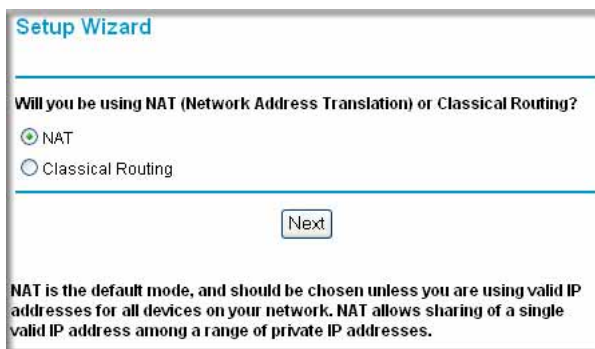 Setup Wizard
Will you be using NAT (Network Address Translation) or Classical Routing?
NAT
Classical Routing
Next
NAT is the default mode, and should be chosen unless you are using valid IP
addresses for all devices on your network. NAT allows sharing of a single
valid IP address among a range of private IP addresses.